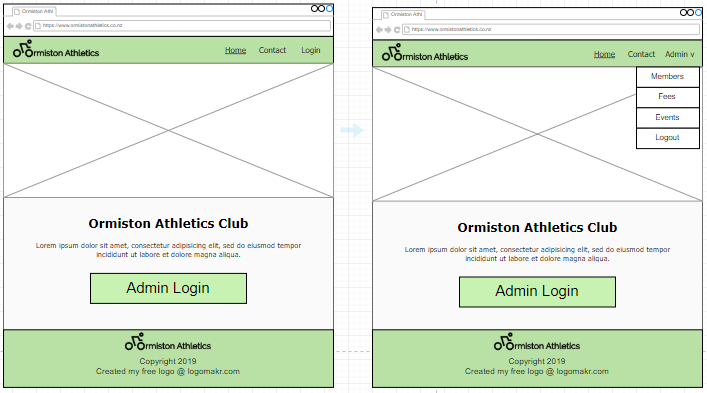 Ormiston Athl
https://www.ormistonathletics.co.nz
Ormiston Athletics
Home Contact Login
Ormiston Athletics Club
Lorem ipsum dolor sit amet, consectetur adipisicing elit, sed do eiusmod tempor
incididunt ut labore et dolore magna aliqua.
Admin Login
Ormiston Athletics
Copyright 2019
Created my free logo @ logomakr.com
Ormiston Athl
https://www.ormistonathletics.co.nz
Ormiston Athletics
Home Contact Admin v
Members
Fees
Events
Logout
Ormiston Athletics Club
Lorem ipsum dolor sit amet, consectetur adipisicing elit, sed do eiusmod tempor
incididunt ut labore et dolore magna aliqua.
Admin Login
Ormiston Athletics
Copyright 2019
Created my free logo @ logomakr.com